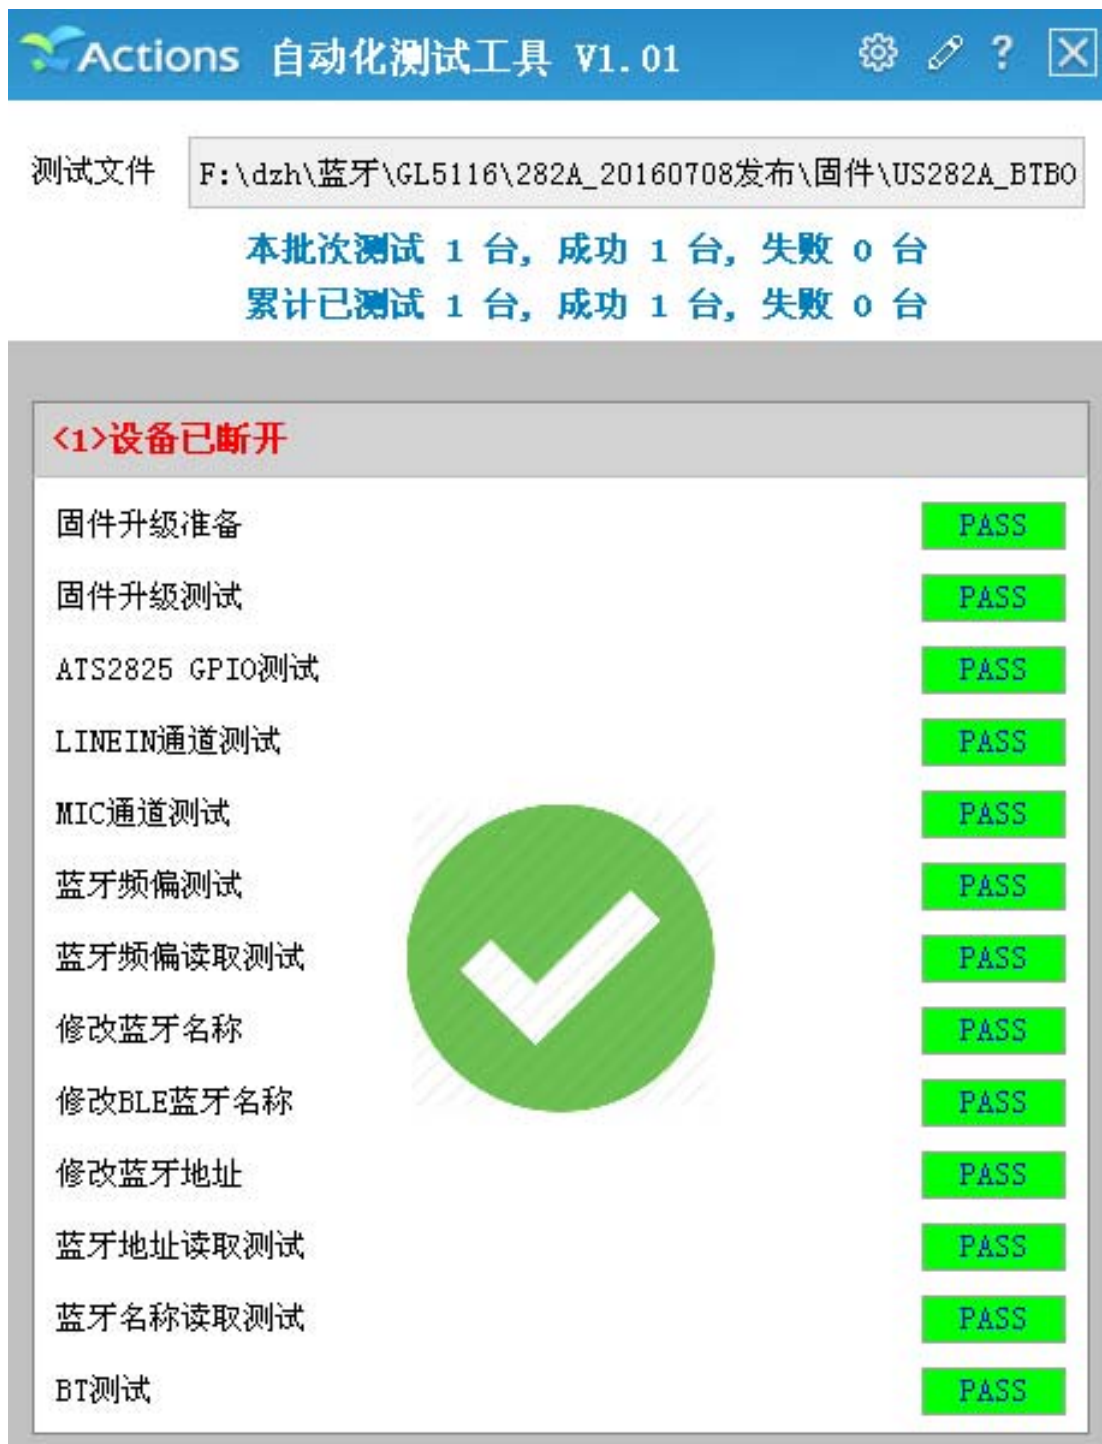 Actions 自动化测试工具 V1.01 ?
测试文件 F:\dzh\蓝牙\GL5116\282A_20160708发布\固件\US282A_BTBO
本批次测试 1 台, 成功 1 台, 失败 0 台
累计已测试 1 台, 成功 1 台, 失败 0 台
<1>设备已断开
固件升级准备 PASS
固件升级测试 PASS
ATS2825 GPIO测试 PASS
LINEIN通道测试 PASS
MIC通道测试 PASS
蓝牙频偏测试 PASS
蓝牙频偏读取测试 PASS
修改蓝牙名称 PASS
修改BLE蓝牙名称 PASS
修改蓝牙地址 PASS
蓝牙地址读取测试 PASS
蓝牙名称读取测试 PASS
BT测试 PASS